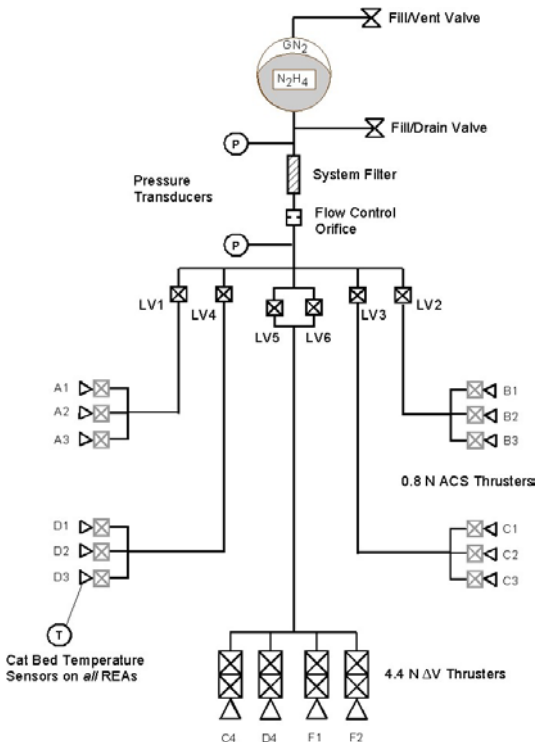 Fill/Vent Valve
GN2
N2H4
Fill/Drain Valve
P
System Filter
Pressure
Transducers
Flow Control
Orifice
P
LV1
LV4
LV5
LV6
LV3
LV2
A1
A2
A3
B1
B2
B3
0.8 N ACS Thrusters
D1
D2
D3
C1
C2
C3
T
Cat Bed Temperature
Sensors on all REAs
4.4 N ΔV Thrusters
C4
D4
F1
F2